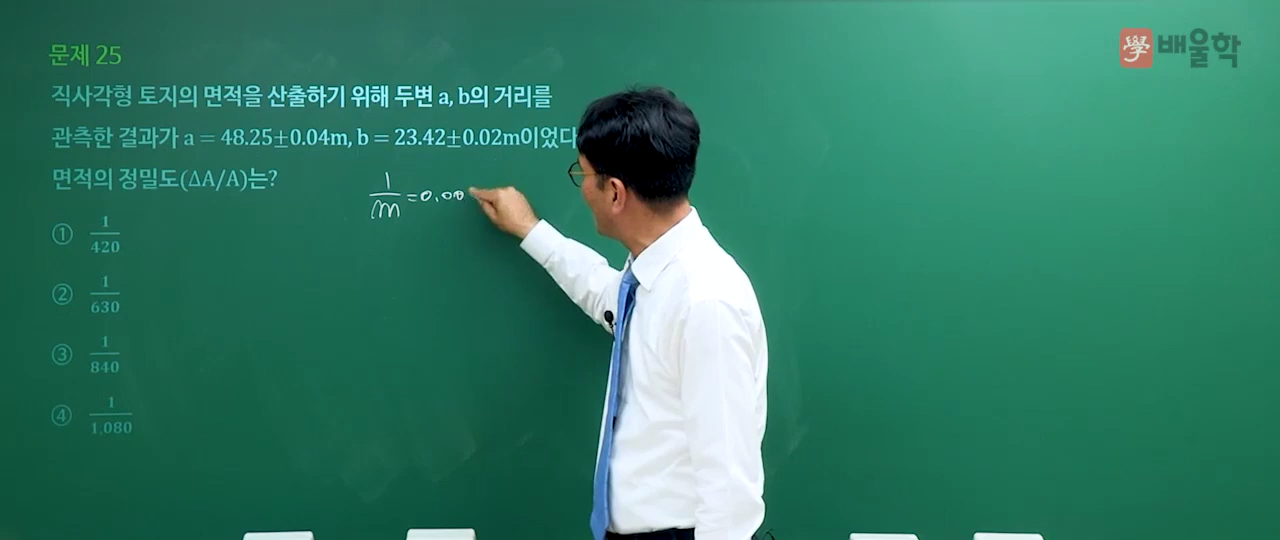 學 배울학
문제 25
직사각형 토지의 면적을 산출하기 위해 두변 a, b의 거리를
관측한 결과가 a = 48.25±0.04m, b = 23.42±0.02m이었다
면적의 정밀도(ΔA/A)는?
1/m = 0.00
① 1/420
② 1/630
③ 1/840
④ 1/1,080